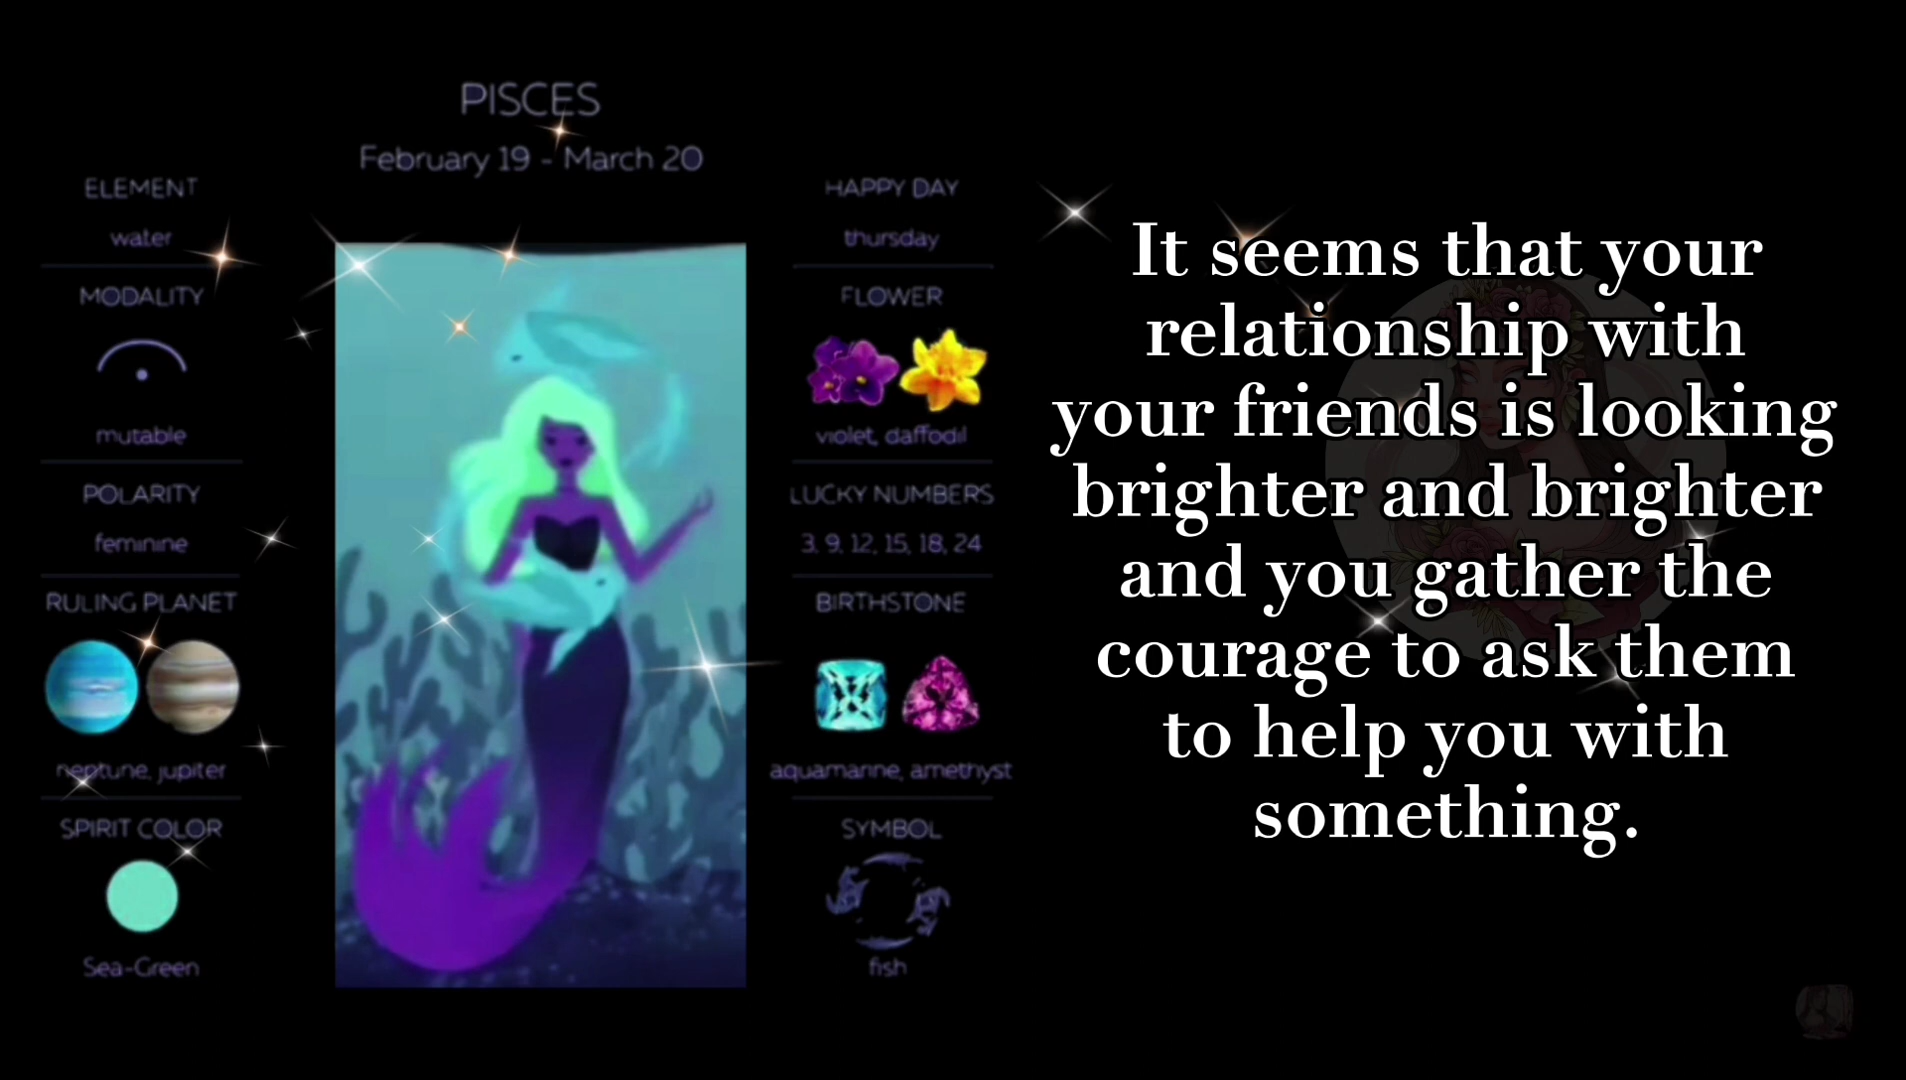 PISCES
February 19 - March 20
ELEMENT
water
MODALITY
mutable
POLARITY
feminine
RULING PLANET
neptune, jupiter
SPIRIT COLOR
Sea-Green
HAPPY DAY
thursday
FLOWER
violet, daffodil
LUCKY NUMBERS
3, 9, 12, 15, 18, 24
BIRTHSTONE
aquamarine, amethyst
SYMBOL
fish
It seems that your
relationship with
your friends is looking
brighter and brighter
and you gather the
courage to ask them
to help you with
something.